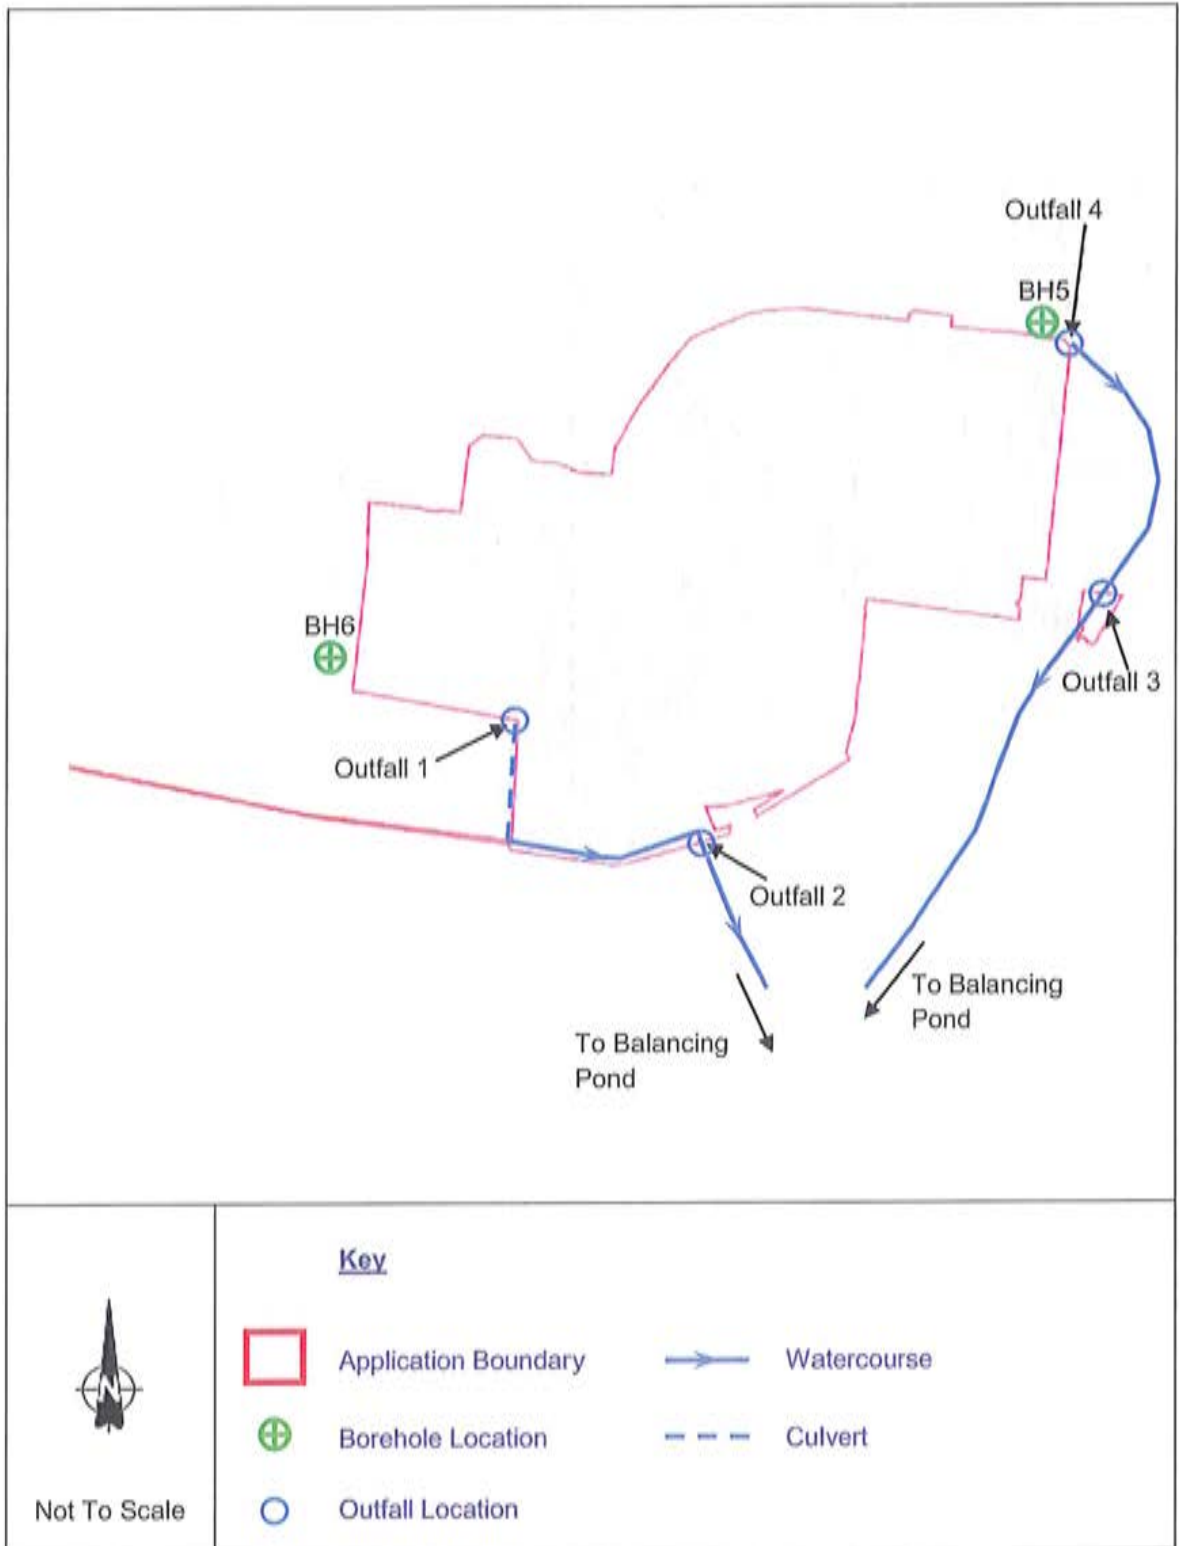 Outfall 4
BH5
BH6
Outfall 3
Outfall 1
Outfall 2
To Balancing
Pond
To Balancing
Pond
Key
Application Boundary
Watercourse
Borehole Location
Culvert
Outfall Location
N
Not To Scale